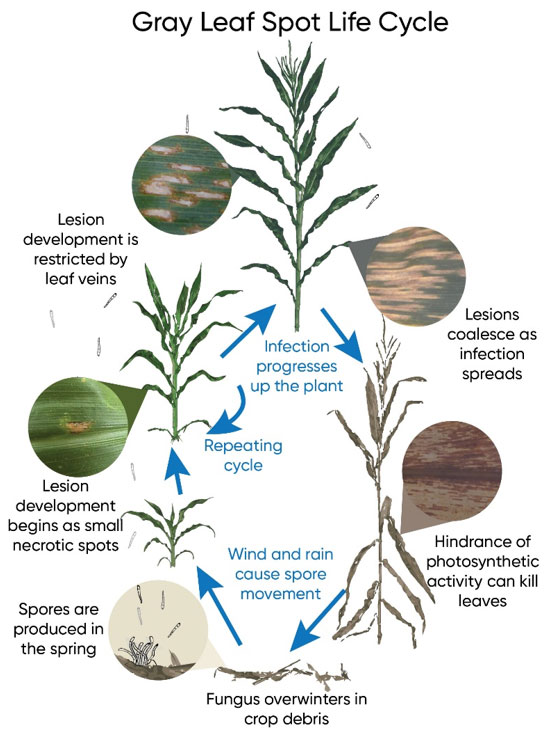 Gray Leaf Spot Life Cycle
Lesion
development is
restricted by
leaf veins
Lesions
coalesce as
infection
spreads
Infection
progresses
up the plant
Repeating
cycle
Lesion
development
begins as small
necrotic spots
Hindrance of
photosynthetic
activity can kill
leaves
Wind and rain
cause spore
movement
Spores are
produced in
the spring
Fungus overwinters in
crop debris